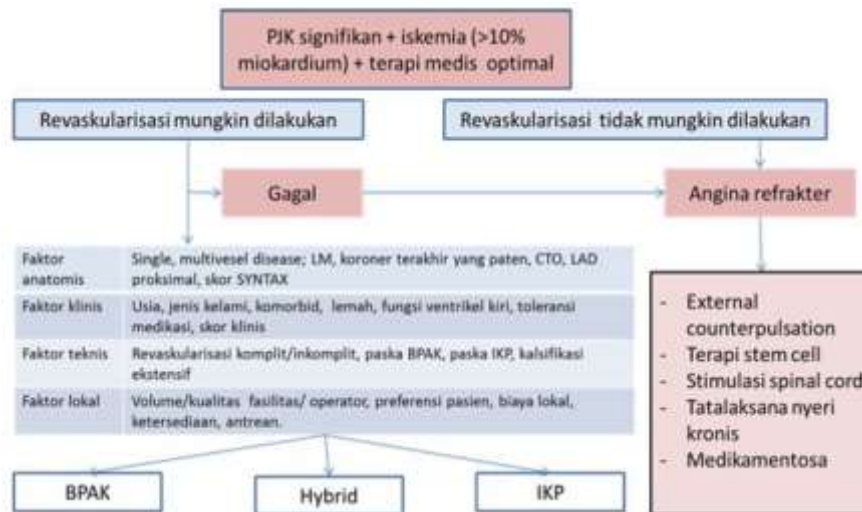 PJK signifikan + iskemia (>10%
miokardium) + terapi medis optimal
Revaskularisasi mungkin dilakukan
Revaskularisasi tidak mungkin dilakukan
Gagal
Angina refrakter
Faktor
anatomis
Single, multivesel disease; LM, koroner terakhir yang paten, CTO, LAD
proksimal, skor SYNTAX
Faktor klinis
Usia, jenis kelami, komorbid, lemah, fungsi ventrikel kiri, toleransi
medikasi, skor klinis
Faktor teknis
Revaskularisasi komplit/inkomplit, paska BPAK, paska IKP, kalsifikasi
ekstensif
Faktor lokal
Volume/kualitas fasilitas/ operator, preferensi pasien, biaya lokal,
ketersediaan, antrean.
BPAK
Hybrid
IKP
- External
counterpulsation
- Terapi stem cell
- Stimulasi spinal cord
- Tatalaksana nyeri
kronis
- Medikamentosa